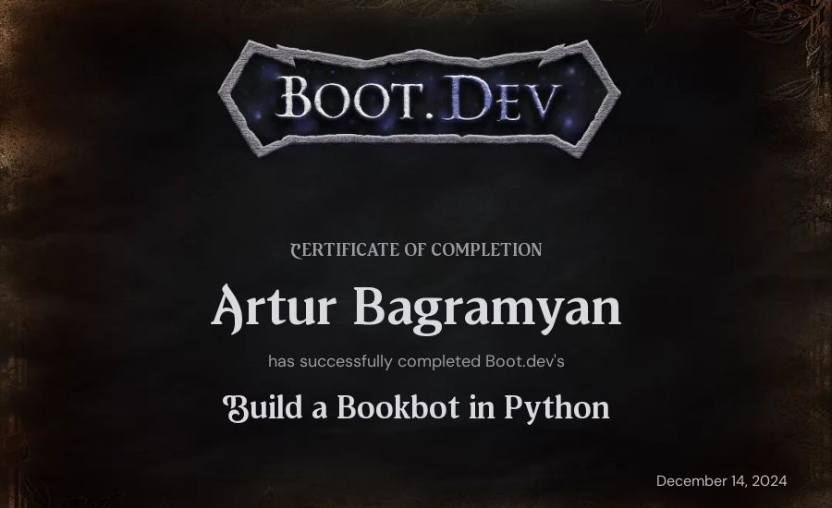 BOOT.DEV
CERTIFICATE OF COMPLETION
Artur Bagramyan
has successfully completed Boot.dev's
Build a Bookbot in Python
December 14, 2024